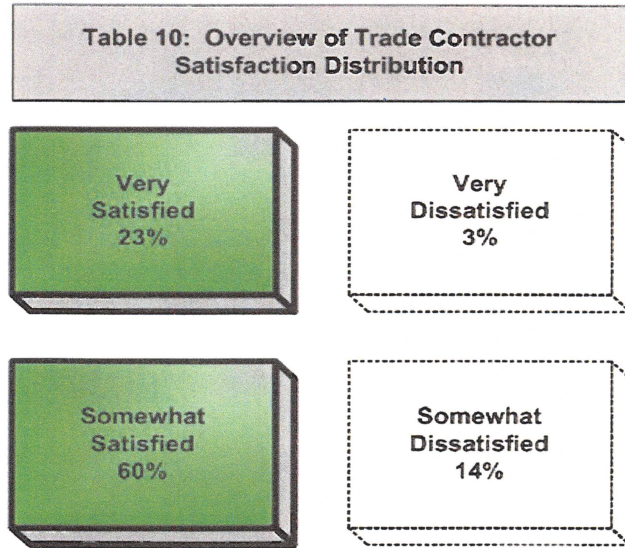 Table 10: Overview of Trade Contractor
Satisfaction Distribution
Very
Satisfied
23%
Very
Dissatisfied
3%
Somewhat
Satisfied
60%
Somewhat
Dissatisfied
14%